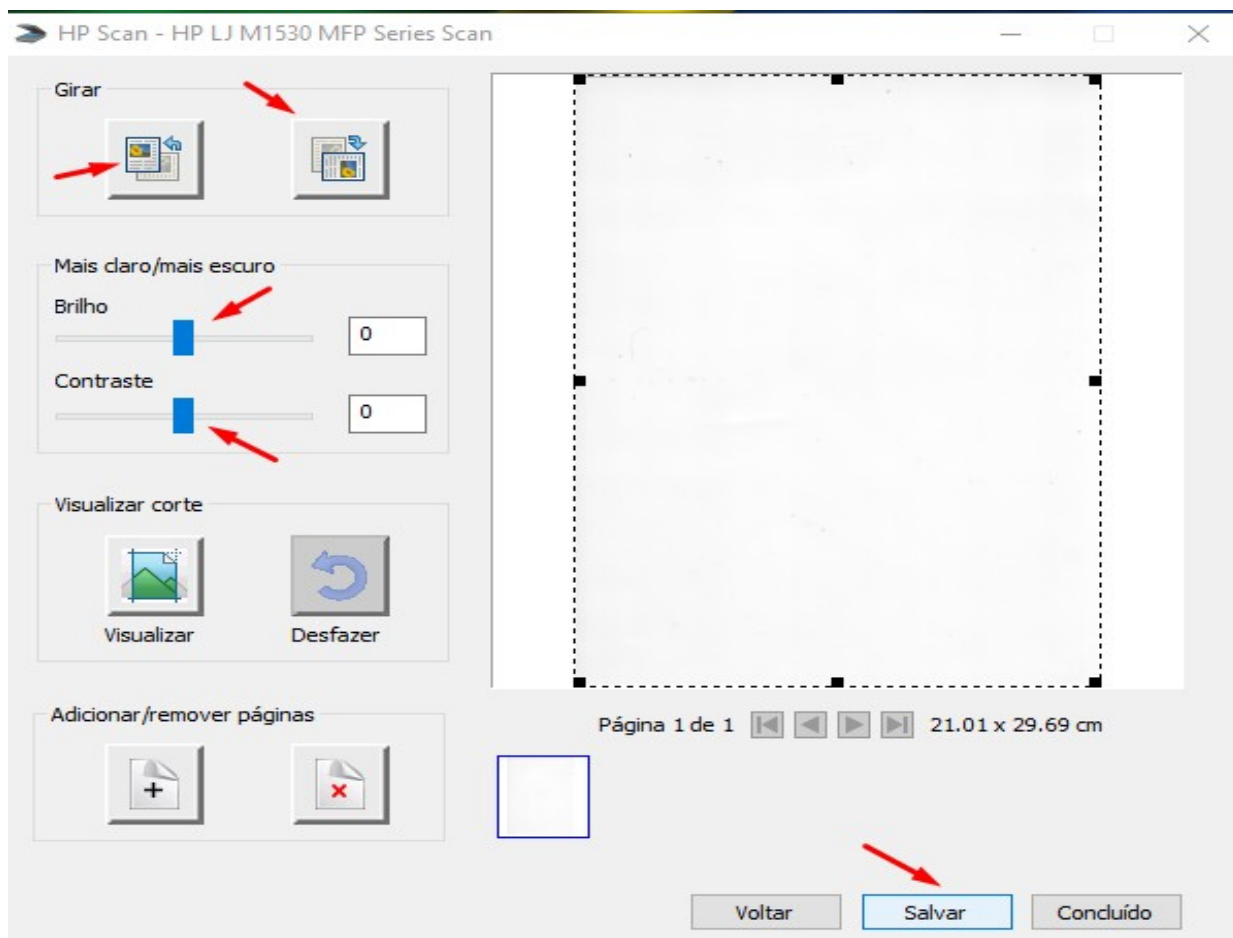 HP Scan - HP LJ M1530 MFP Series Scan
Girar
Mais claro/mais escuro
Brilho
0
Contraste
0
Visualizar corte
Visualizar
Desfazer
Adicionar/remover páginas
Página 1 de 1
21.01 x 29.69 cm
Voltar
Salvar
Concluído